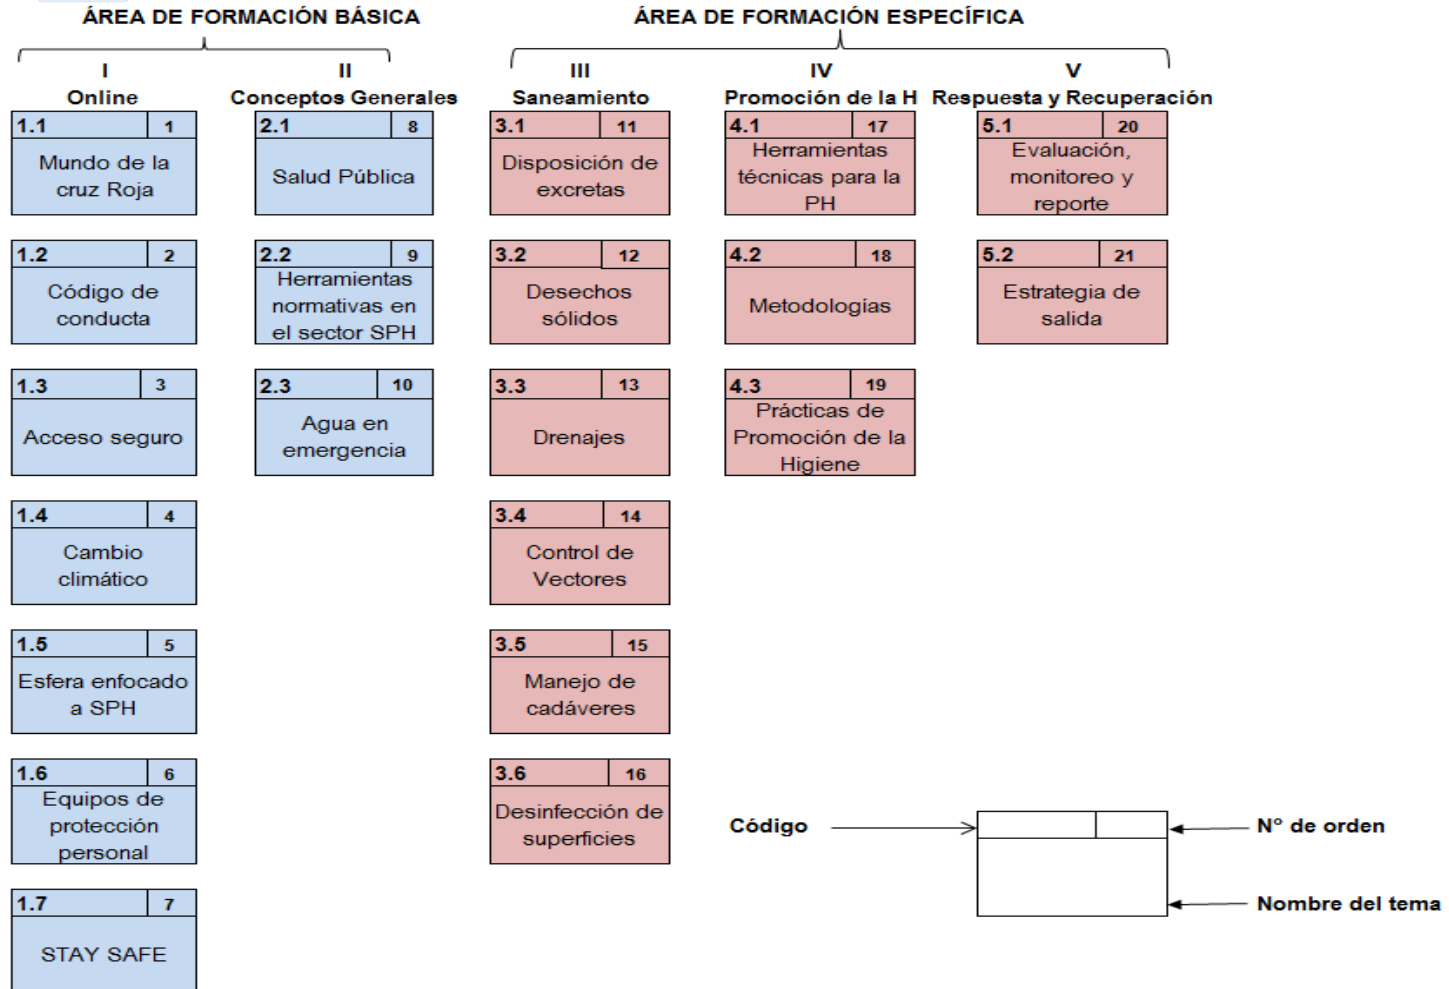 ÁREA DE FORMACIÓN BÁSICA
ÁREA DE FORMACIÓN ESPECÍFICA
I
Online
II
Conceptos Generales
III
Saneamiento
IV
Promoción de la H
V
Respuesta y Recuperación
1.1 1
Mundo de la
cruz Roja
1.2 2
Código de
conducta
1.3 3
Acceso seguro
1.4 4
Cambio
climático
1.5 5
Esfera enfocado
a SPH
1.6 6
Equipos de
protección
personal
1.7 7
STAY SAFE
2.1 8
Salud Pública
2.2 9
Herramientas
normativas en
el sector SPH
2.3 10
Agua en
emergencia
3.1 11
Disposición de
excretas
3.2 12
Desechos
sólidos
3.3 13
Drenajes
3.4 14
Control de
Vectores
3.5 15
Manejo de
cadáveres
3.6 16
Desinfección de
superficies
4.1 17
Herramientas
técnicas para la
PH
4.2 18
Metodologías
4.3 19
Prácticas de
Promoción de la
Higiene
5.1 20
Evaluación,
monitoreo y
reporte
5.2 21
Estrategia de
salida
Código
N° de orden
Nombre del tema